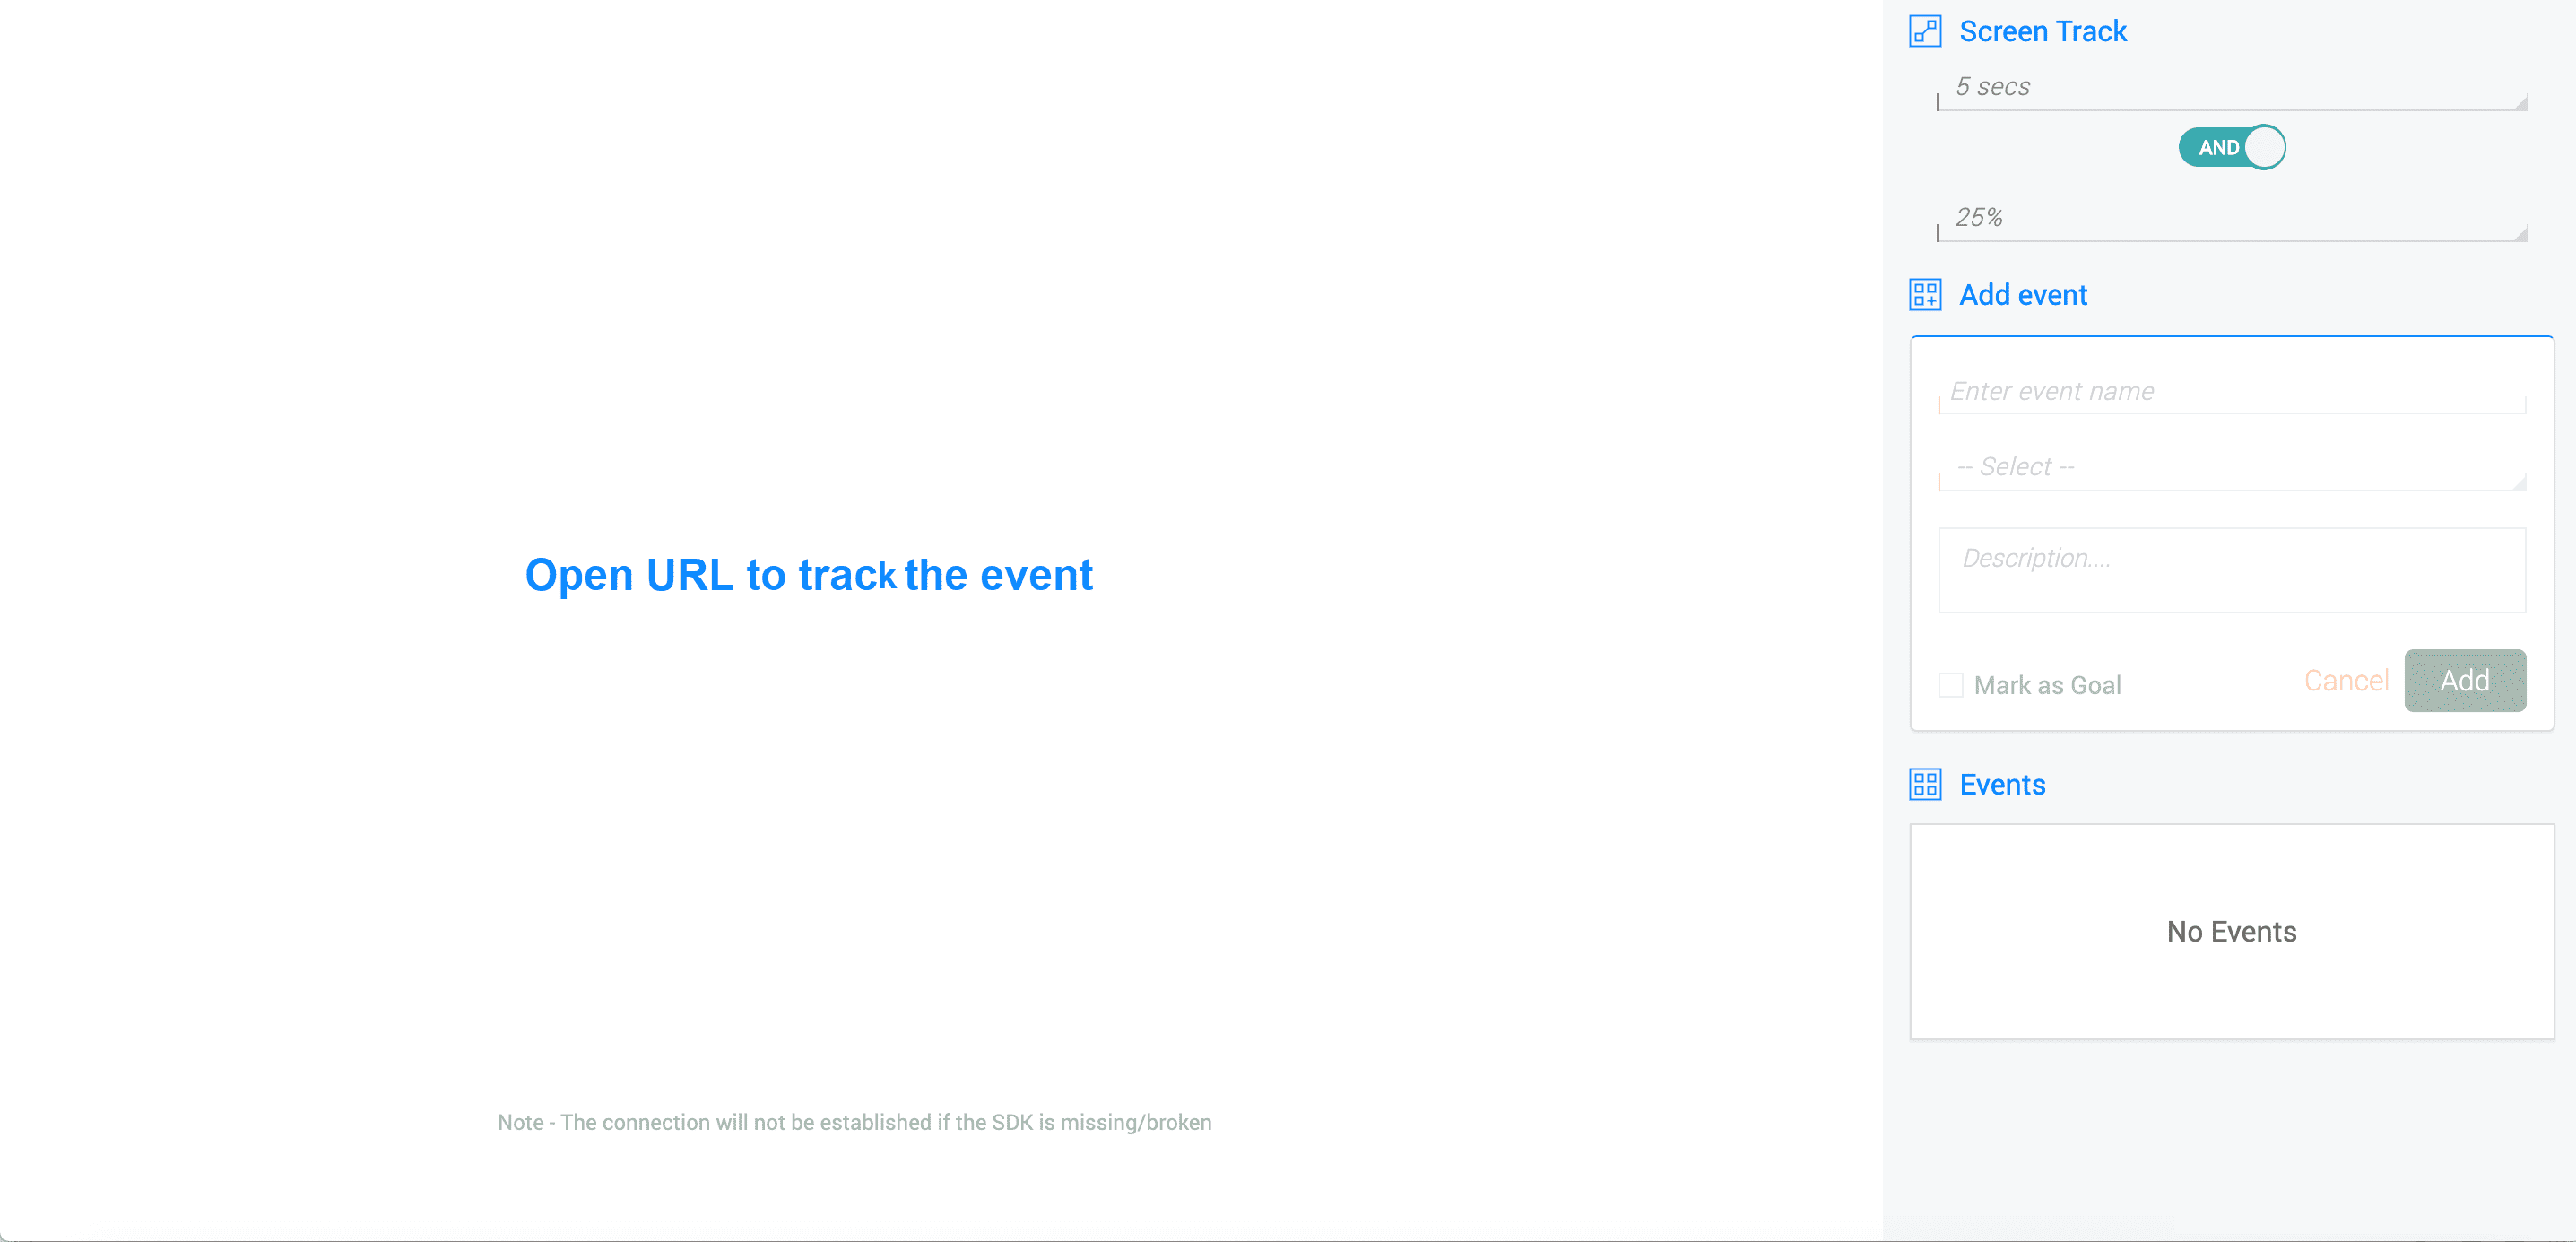 Open URL to track the event
Note - The connection will not be established if the SDK is missing/broken
Screen Track
5 secs
AND
25%
Add event
Enter event name
-- Select --
Description....
Mark as Goal
Cancel
Add
Events
No Events